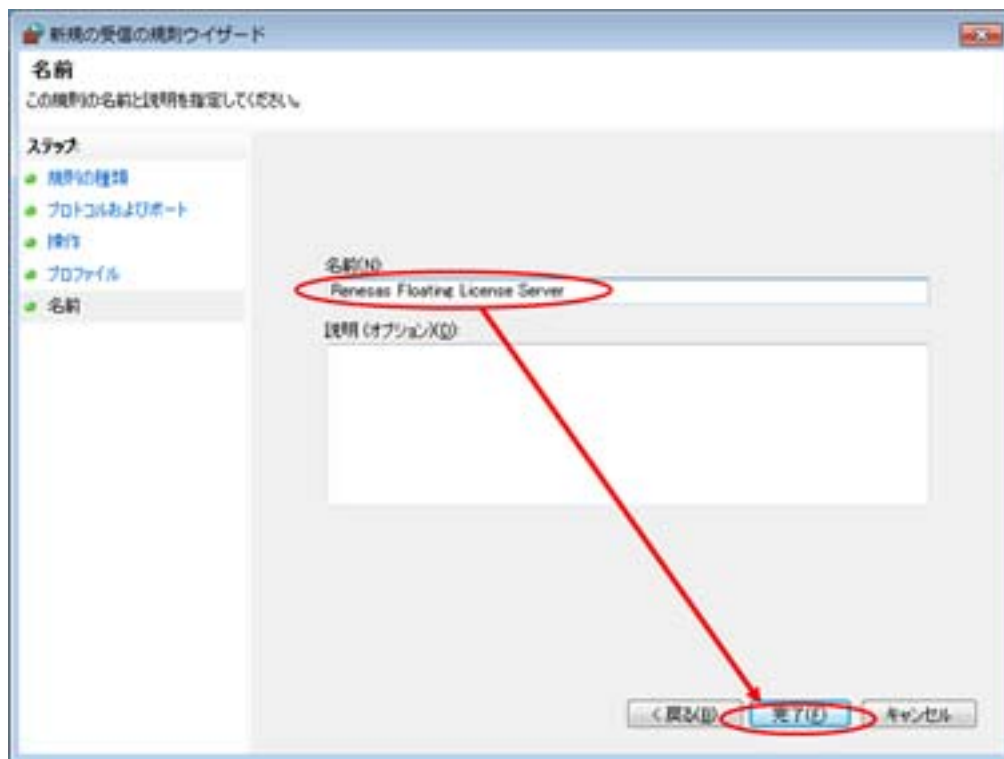 新規の受信の規則ウィザード
名前
この規則の名前と説明を指定してください。
ステップ:
規則の種類
プロトコルおよびポート
操作
プロファイル
名前
名前(N)
Renesas Floating License Server
説明 (オプション)(D)
< 戻る(B)
完了(F)
キャンセル